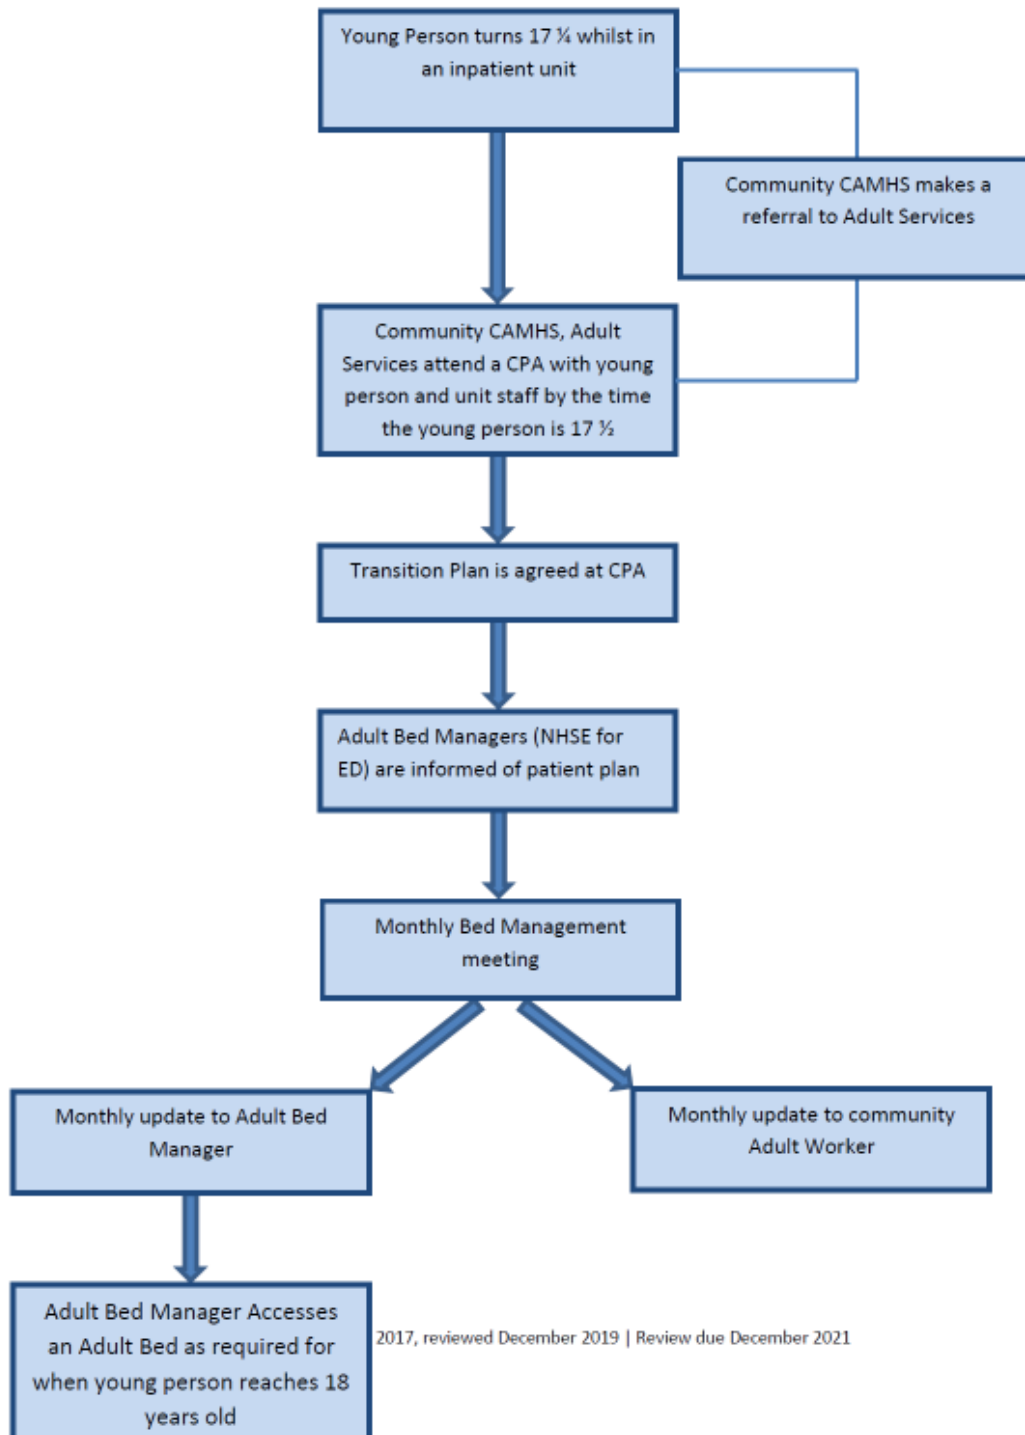 Young Person turns 17 ¼ whilst in
an inpatient unit
Community CAMHS makes a
referral to Adult Services
Community CAMHS, Adult
Services attend a CPA with young
person and unit staff by the time
the young person is 17 ½
Transition Plan is agreed at CPA
Adult Bed Managers (NHSE for
ED) are informed of patient plan
Monthly Bed Management
meeting
Monthly update to Adult Bed
Manager
Monthly update to community
Adult Worker
Adult Bed Manager Accesses
an Adult Bed as required for
when young person reaches 18
years old
2017, reviewed December 2019 | Review due December 2021